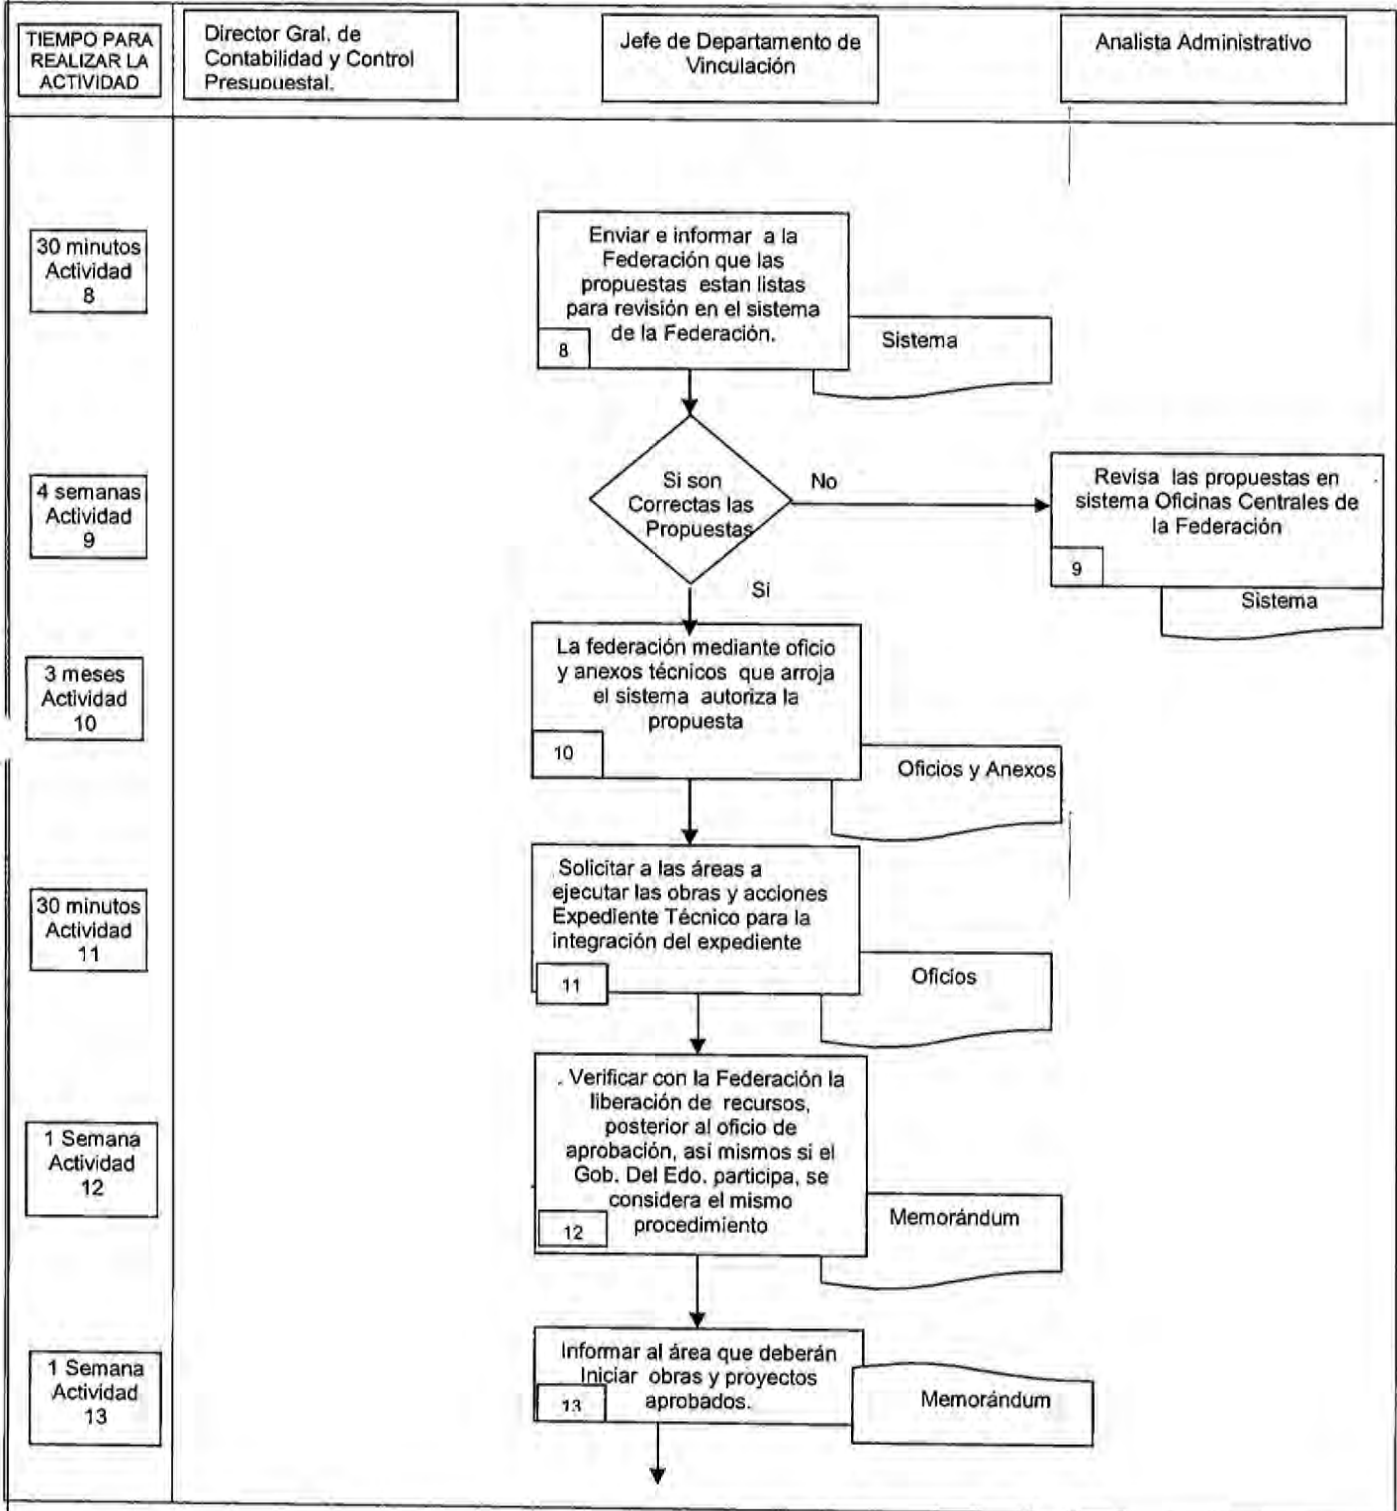 TIEMPO PARA
REALIZAR LA
ACTIVIDAD
Director Gral. de
Contabilidad y Control
Presupuestal.
Jefe de Departamento de
Vinculación
Analista Administrativo
30 minutos
Actividad
8
Enviar e informar a la
Federación que las
propuestas estan listas
para revisión en el sistema
de la Federación.
8
Sistema
4 semanas
Actividad
9
Si son
Correctas las
Propuestas
No
Si
Revisa las propuestas en
sistema Oficinas Centrales de
la Federación
9
Sistema
3 meses
Actividad
10
La federación mediante oficio
y anexos técnicos que arroja
el sistema autoriza la
propuesta
10
Oficios y Anexos
30 minutos
Actividad
11
Solicitar a las áreas a
ejecutar las obras y acciones
Expediente Técnico para la
integración del expediente
11
Oficios
1 Semana
Actividad
12
. Verificar con la Federación la
liberación de recursos,
posterior al oficio de
aprobación, asi mismos si el
Gob. Del Edo. participa, se
considera el mismo
procedimiento
12
Memorándum
1 Semana
Actividad
13
Informar al área que deberán
Iniciar obras y proyectos
aprobados.
13
Memorándum